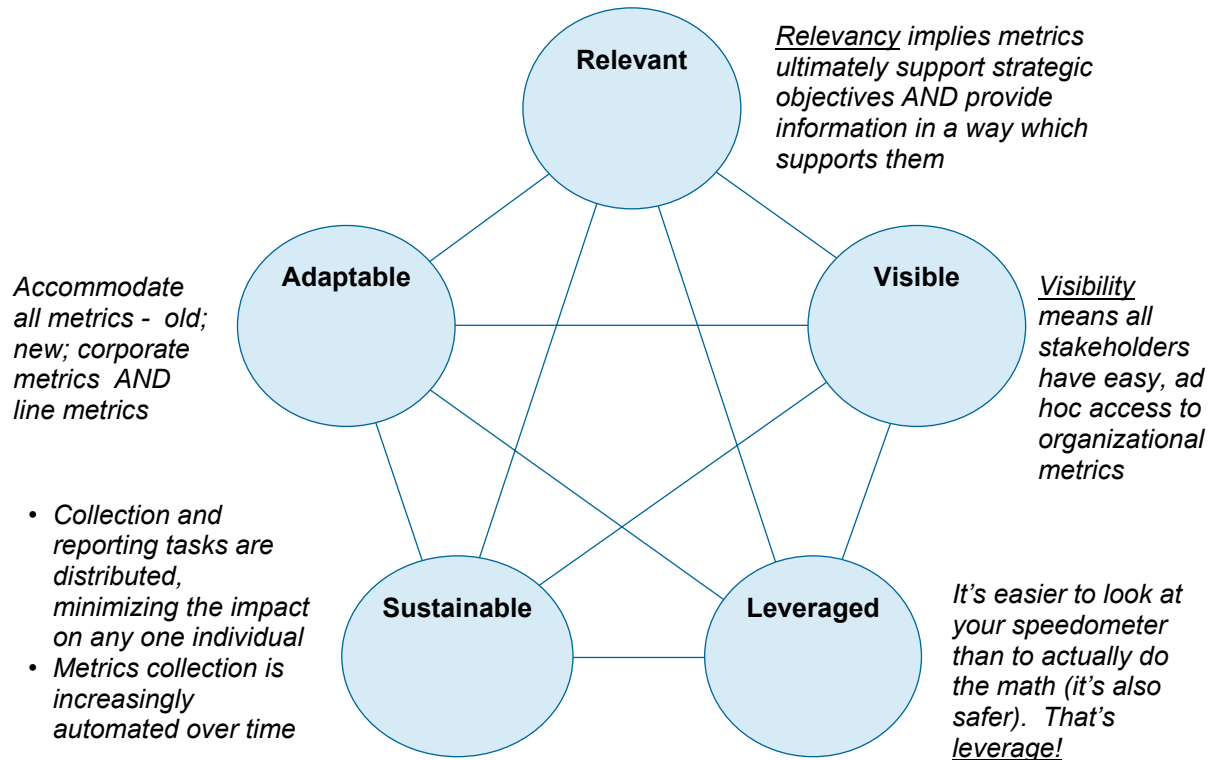 Relevant
Relevancy implies metrics
ultimately support strategic
objectives AND provide
information in a way which
supports them
Adaptable
Visible
Accommodate
all metrics -  old;
new; corporate
metrics  AND
line metrics
Visibility
means all
stakeholders
have easy, ad
hoc access to
organizational
metrics
• Collection and
reporting tasks are
distributed,
minimizing the impact
on any one individual
• Metrics collection is
increasingly
automated over time
Sustainable
Leveraged
It’s easier to look at
your speedometer
than to actually do
the math (it’s also
safer).  That’s
leverage!